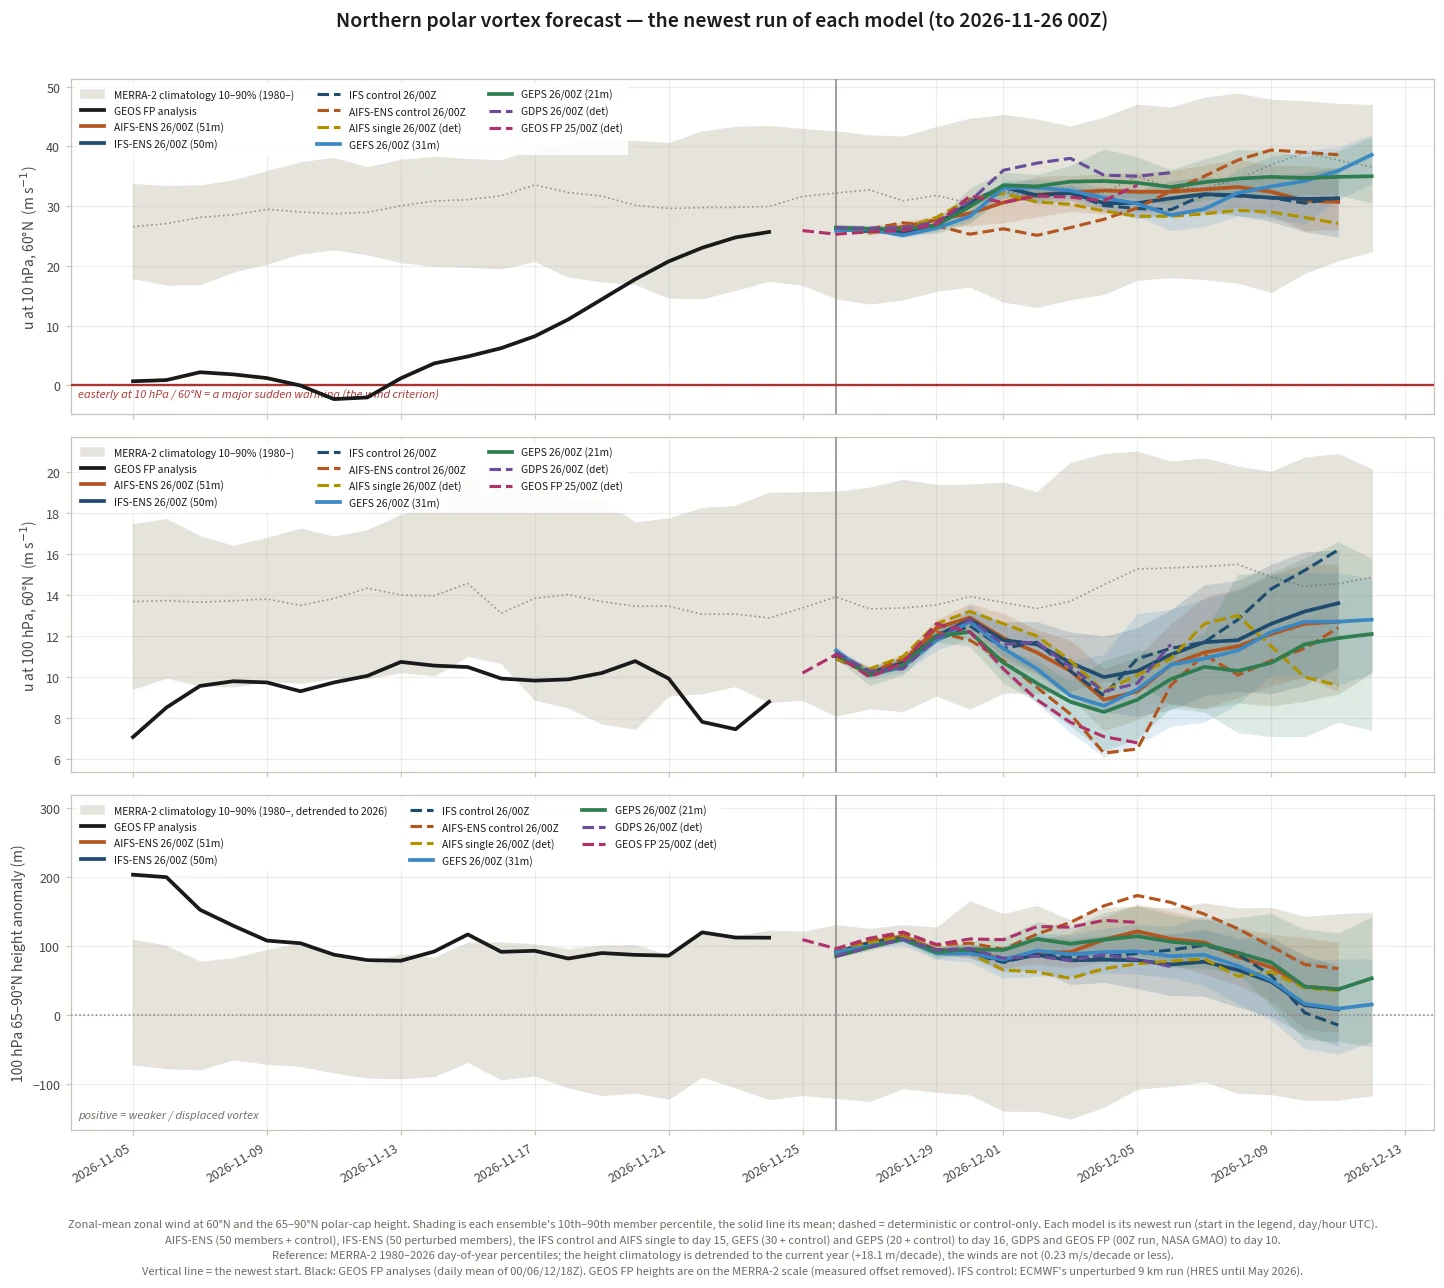 Northern polar vortex forecast — the newest run of each model (to 2026-11-26 00Z)
MERRA-2 climatology 10–90% (1980–)
GEOS FP analysis
AIFS-ENS 26/00Z (51m)
IFS-ENS 26/00Z (50m)
IFS control 26/00Z
AIFS-ENS control 26/00Z
AIFS single 26/00Z (det)
GEFS 26/00Z (31m)
GEPS 26/00Z (21m)
GDPS 26/00Z (det)
GEOS FP 25/00Z (det)
u at 10 hPa, 60°N (m s⁻¹)
50
40
30
20
10
0
easterly at 10 hPa / 60°N = a major sudden warming (the wind criterion)
MERRA-2 climatology 10–90% (1980–)
GEOS FP analysis
AIFS-ENS 26/00Z (51m)
IFS-ENS 26/00Z (50m)
IFS control 26/00Z
AIFS-ENS control 26/00Z
AIFS single 26/00Z (det)
GEFS 26/00Z (31m)
GEPS 26/00Z (21m)
GDPS 26/00Z (det)
GEOS FP 25/00Z (det)
u at 100 hPa, 60°N (m s⁻¹)
20
18
16
14
12
10
8
6
MERRA-2 climatology 10–90% (1980–, detrended to 2026)
GEOS FP analysis
AIFS-ENS 26/00Z (51m)
IFS-ENS 26/00Z (50m)
IFS control 26/00Z
AIFS-ENS control 26/00Z
AIFS single 26/00Z (det)
GEFS 26/00Z (31m)
GEPS 26/00Z (21m)
GDPS 26/00Z (det)
GEOS FP 25/00Z (det)
100 hPa 65–90°N height anomaly (m)
300
200
100
0
−100
positive = weaker / displaced vortex
2026-11-05
2026-11-09
2026-11-13
2026-11-17
2026-11-21
2026-11-25
2026-11-29
2026-12-01
2026-12-05
2026-12-09
2026-12-13
Zonal-mean zonal wind at 60°N and the 65–90°N polar-cap height. Shading is each ensemble's 10th–90th member percentile, the solid line its mean; dashed = deterministic or control-only. Each model is its newest run (start in the legend, day/hour UTC).
AIFS-ENS (50 members + control), IFS-ENS (50 perturbed members), the IFS control and AIFS single to day 15, GEFS (30 + control) and GEPS (20 + control) to day 16, GDPS and GEOS FP (00Z run, NASA GMAO) to day 10.
Reference: MERRA-2 1980–2026 day-of-year percentiles; the height climatology is detrended to the current year (+18.1 m/decade), the winds are not (0.23 m/s/decade or less).
Vertical line = the newest start. Black: GEOS FP analyses (daily mean of 00/06/12/18Z). GEOS FP heights are on the MERRA-2 scale (measured offset removed). IFS control: ECMWF's unperturbed 9 km run (HRES until May 2026).